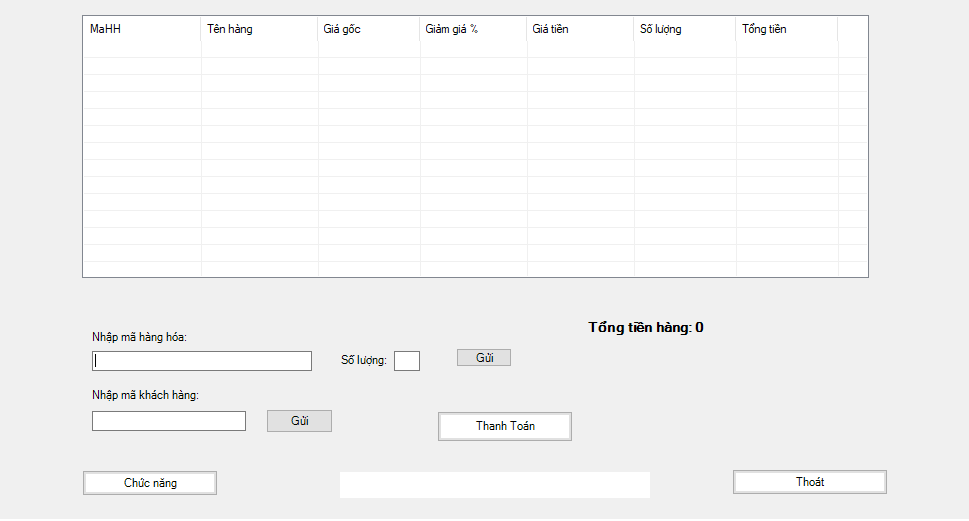 MaHH Tên hàng Giá gốc Giảm giá % Giá tiền Số lượng Tổng tiền
Tổng tiền hàng: 0
Nhập mã hàng hóa:
Số lượng: Gửi
Nhập mã khách hàng:
Gửi Thanh Toán
Chức năng Thoát